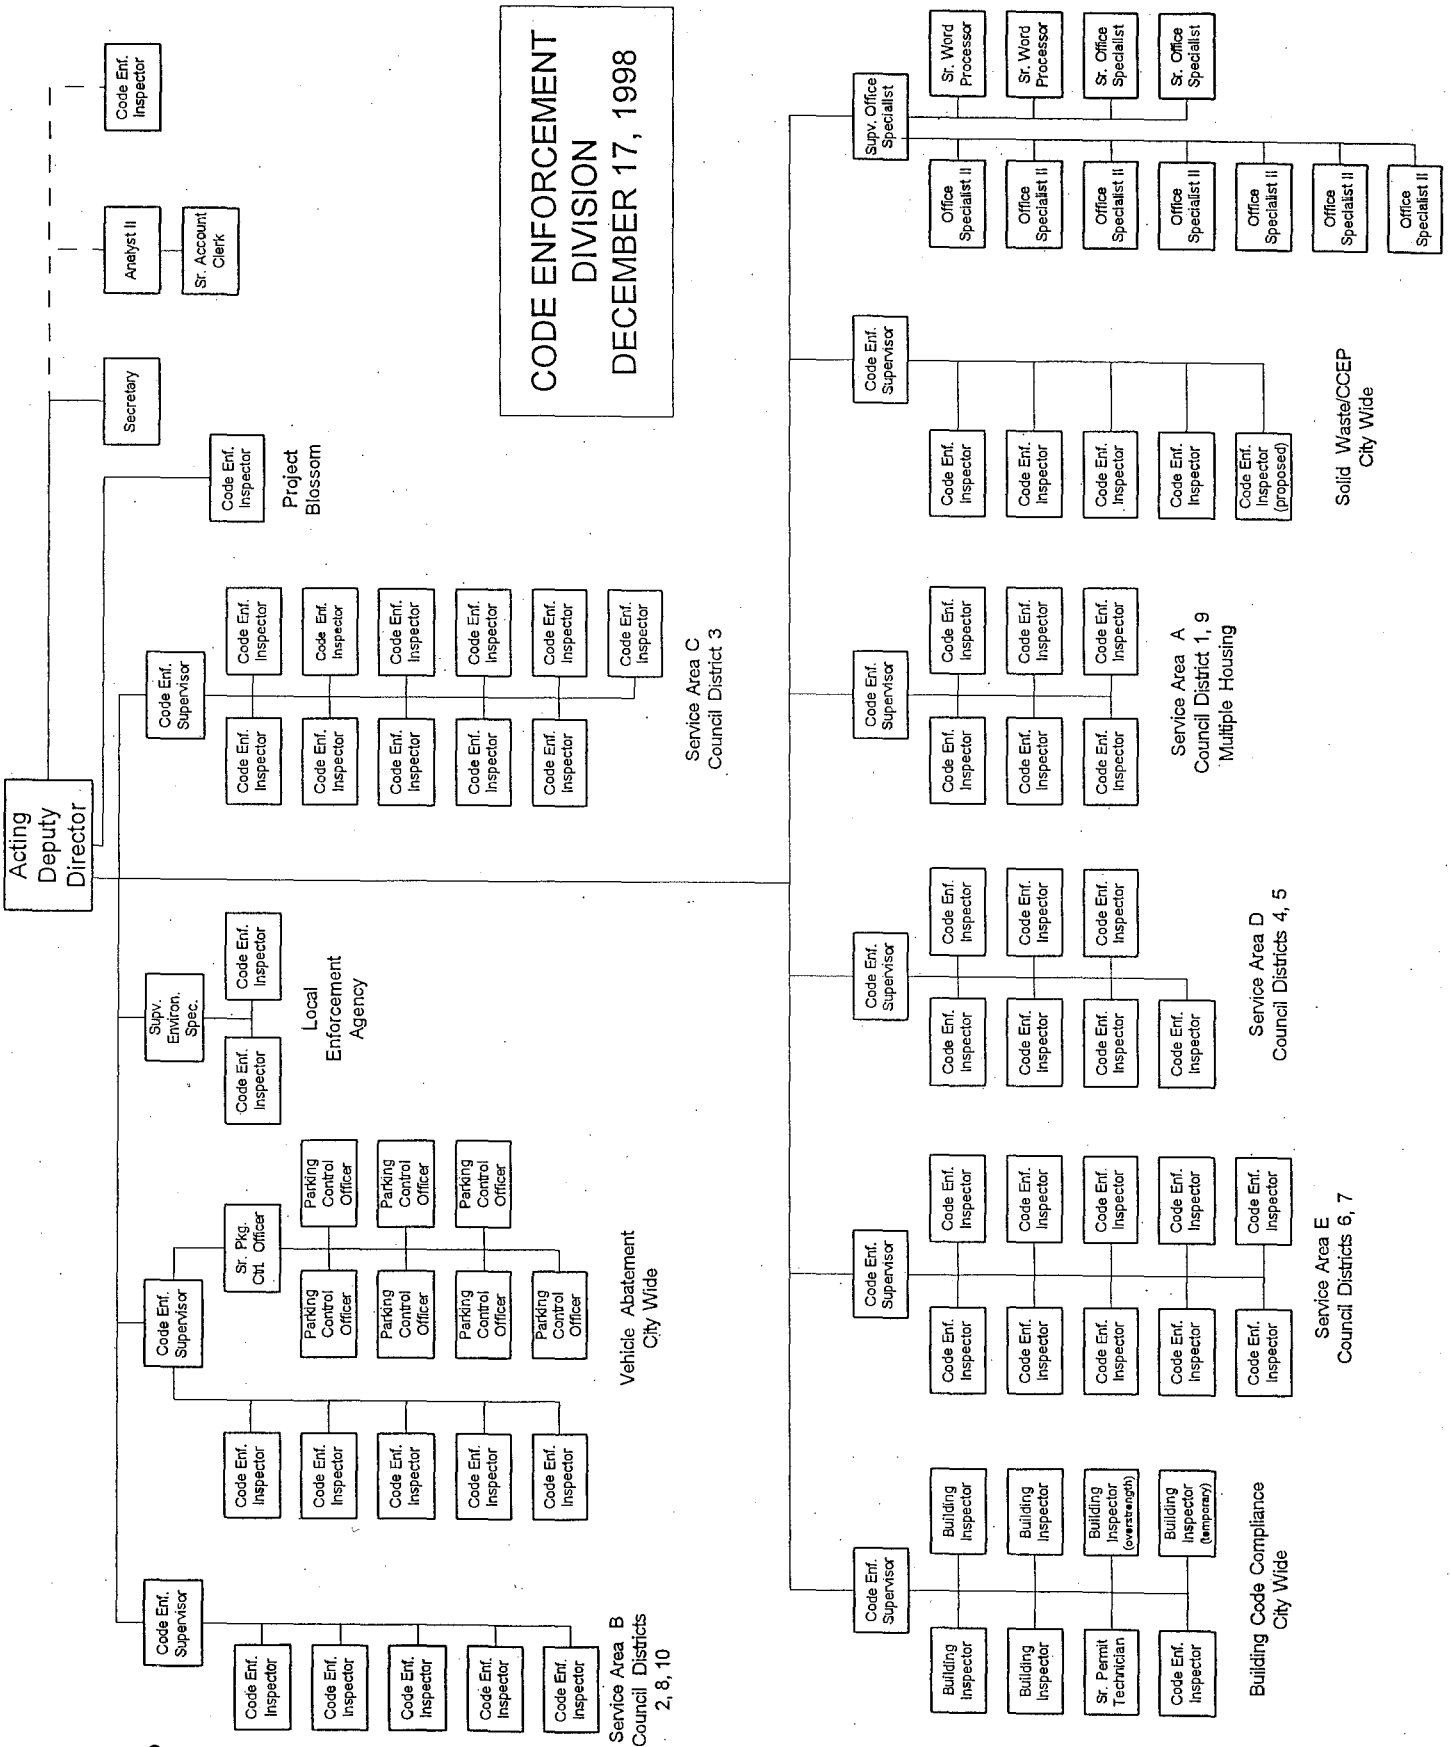 Acting
Deputy
Director
Secretary
Analyst II
Sr. Account
Clerk
Code Enf.
Inspector
Code Enf.
Inspector
Project
Blossom
CODE ENFORCEMENT
DIVISION
DECEMBER 17, 1998
Code Enf.
Supervisor
Code Enf.
Inspector
Code Enf.
Inspector
Code Enf.
Inspector
Code Enf.
Inspector
Code Enf.
Inspector
Service Area B
Council Districts
2, 8, 10
Code Enf.
Supervisor
Code Enf.
Inspector
Code Enf.
Inspector
Code Enf.
Inspector
Code Enf.
Inspector
Code Enf.
Inspector
Sr. Pkg.
Ctrl. Officer
Parking
Control
Officer
Parking
Control
Officer
Parking
Control
Officer
Parking
Control
Officer
Parking
Control
Officer
Parking
Control
Officer
Parking
Control
Officer
Vehicle Abatement
City Wide
Supv.
Environ.
Spec.
Code Enf.
Inspector
Code Enf.
Inspector
Local
Enforcement
Agency
Code Enf.
Supervisor
Code Enf.
Inspector
Code Enf.
Inspector
Code Enf.
Inspector
Code Enf.
Inspector
Code Enf.
Inspector
Code Enf.
Inspector
Code Enf.
Inspector
Code Enf.
Inspector
Code Enf.
Inspector
Code Enf.
Inspector
Code Enf.
Inspector
Service Area C
Council District 3
Code Enf.
Supervisor
Building
Inspector
Building
Inspector
Building
Inspector
Building
Inspector
Sr. Permit
Technician
Building
Inspector
(overstrength)
Code Enf.
Inspector
Building
Inspector
(temporary)
Building Code Compliance
City Wide
Code Enf.
Supervisor
Code Enf.
Inspector
Code Enf.
Inspector
Code Enf.
Inspector
Code Enf.
Inspector
Code Enf.
Inspector
Code Enf.
Inspector
Code Enf.
Inspector
Code Enf.
Inspector
Code Enf.
Inspector
Code Enf.
Inspector
Service Area E
Council Districts 6, 7
Code Enf.
Supervisor
Code Enf.
Inspector
Code Enf.
Inspector
Code Enf.
Inspector
Code Enf.
Inspector
Code Enf.
Inspector
Code Enf.
Inspector
Code Enf.
Inspector
Service Area D
Council Districts 4, 5
Code Enf.
Supervisor
Code Enf.
Inspector
Code Enf.
Inspector
Code Enf.
Inspector
Code Enf.
Inspector
Code Enf.
Inspector
Code Enf.
Inspector
Service Area A
Council District 1, 9
Multiple Housing
Code Enf.
Supervisor
Code Enf.
Inspector
Code Enf.
Inspector
Code Enf.
Inspector
Code Enf.
Inspector
Code Enf.
Inspector
(proposed)
Solid Waste/CCEP
City Wide
Supv. Office
Specialist
Office
Specialist II
Sr. Word
Processor
Office
Specialist II
Sr. Word
Processor
Office
Specialist II
Sr. Office
Specialist
Office
Specialist II
Sr. Office
Specialist
Office
Specialist II
Office
Specialist II
Office
Specialist II